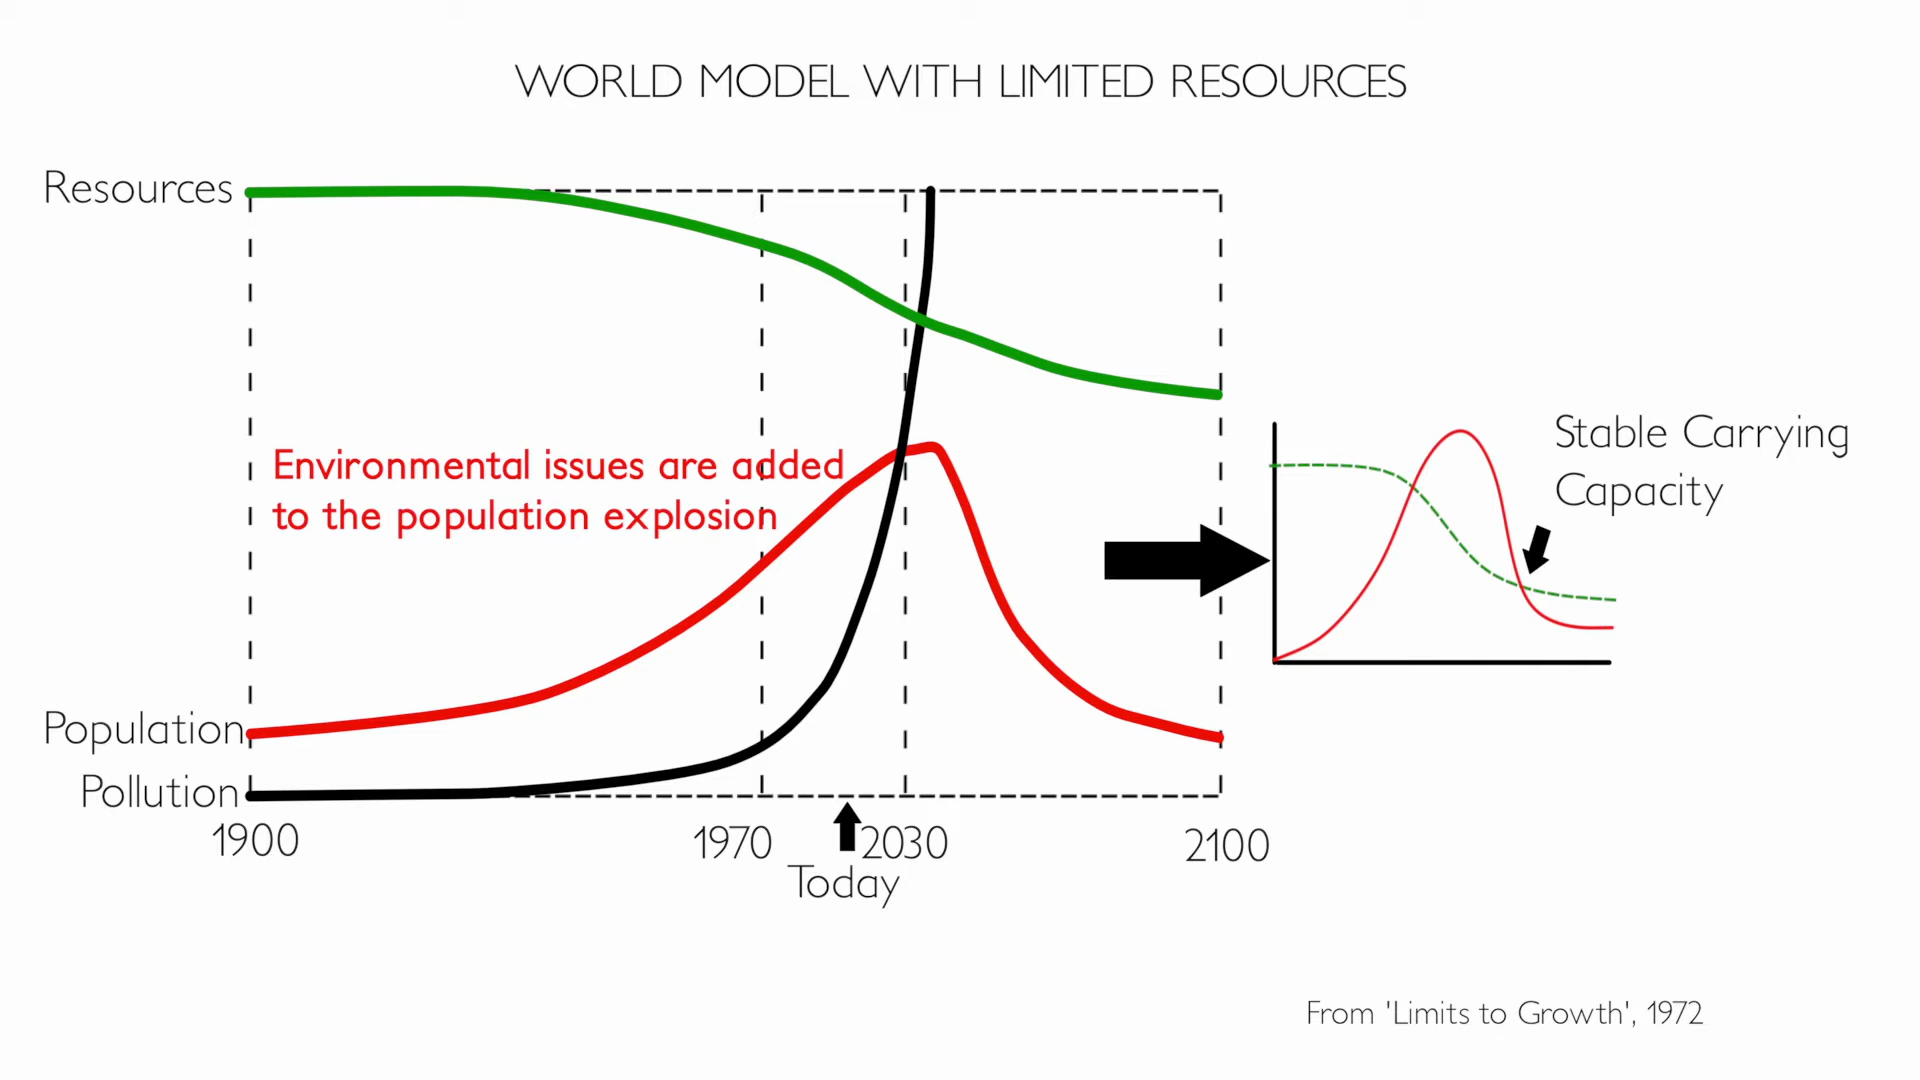 WORLD MODEL WITH LIMITED RESOURCES
Resources
Environmental issues are added
to the population explosion
Stable Carrying
Capacity
Population
Pollution
1900
1970
2030
2100
Today
From 'Limits to Growth', 1972